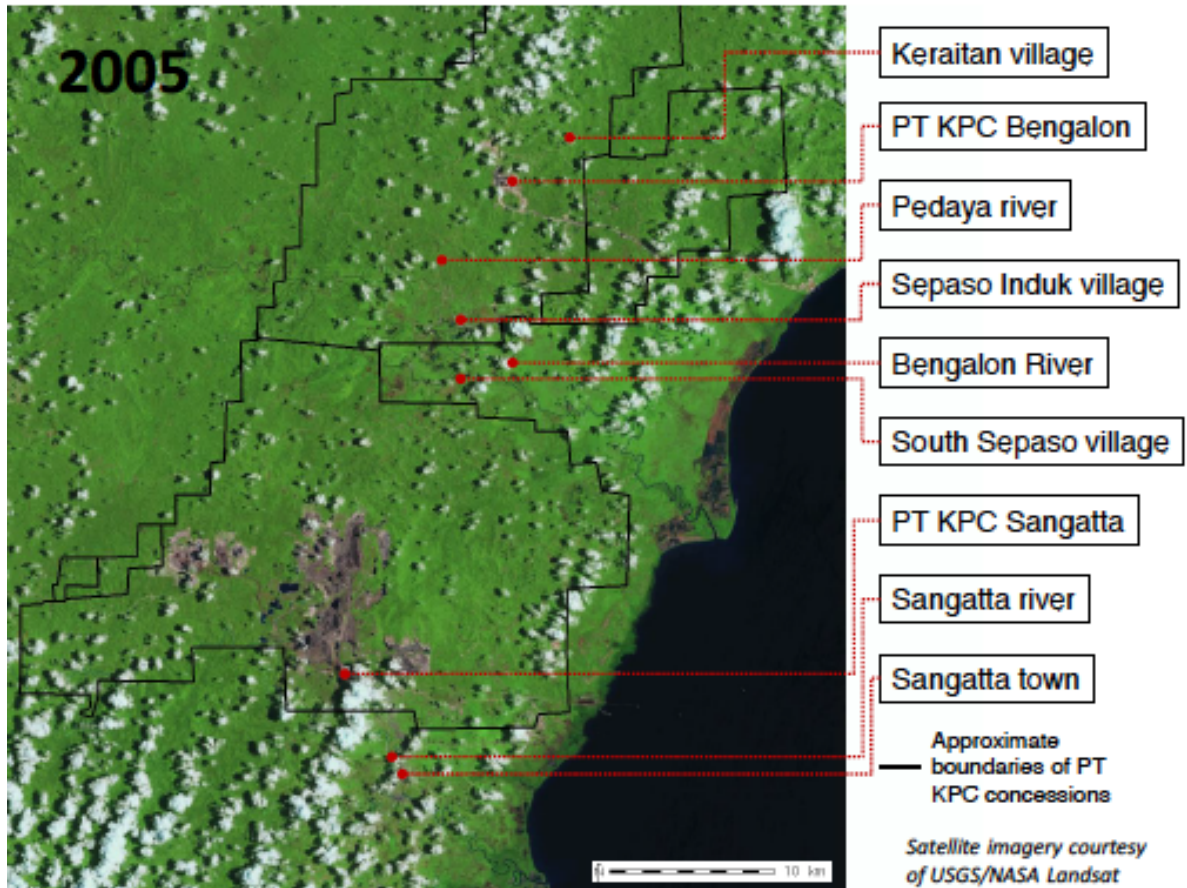 2005
Keraitan village
PT KPC Bengalon
Pedaya river
Sepaso Induk village
Bengalon River
South Sepaso village
PT KPC Sangatta
Sangatta river
Sangatta town
Approximate
boundaries of PT
KPC concessions
Satellite imagery courtesy
of USGS/NASA Landsat
10 km